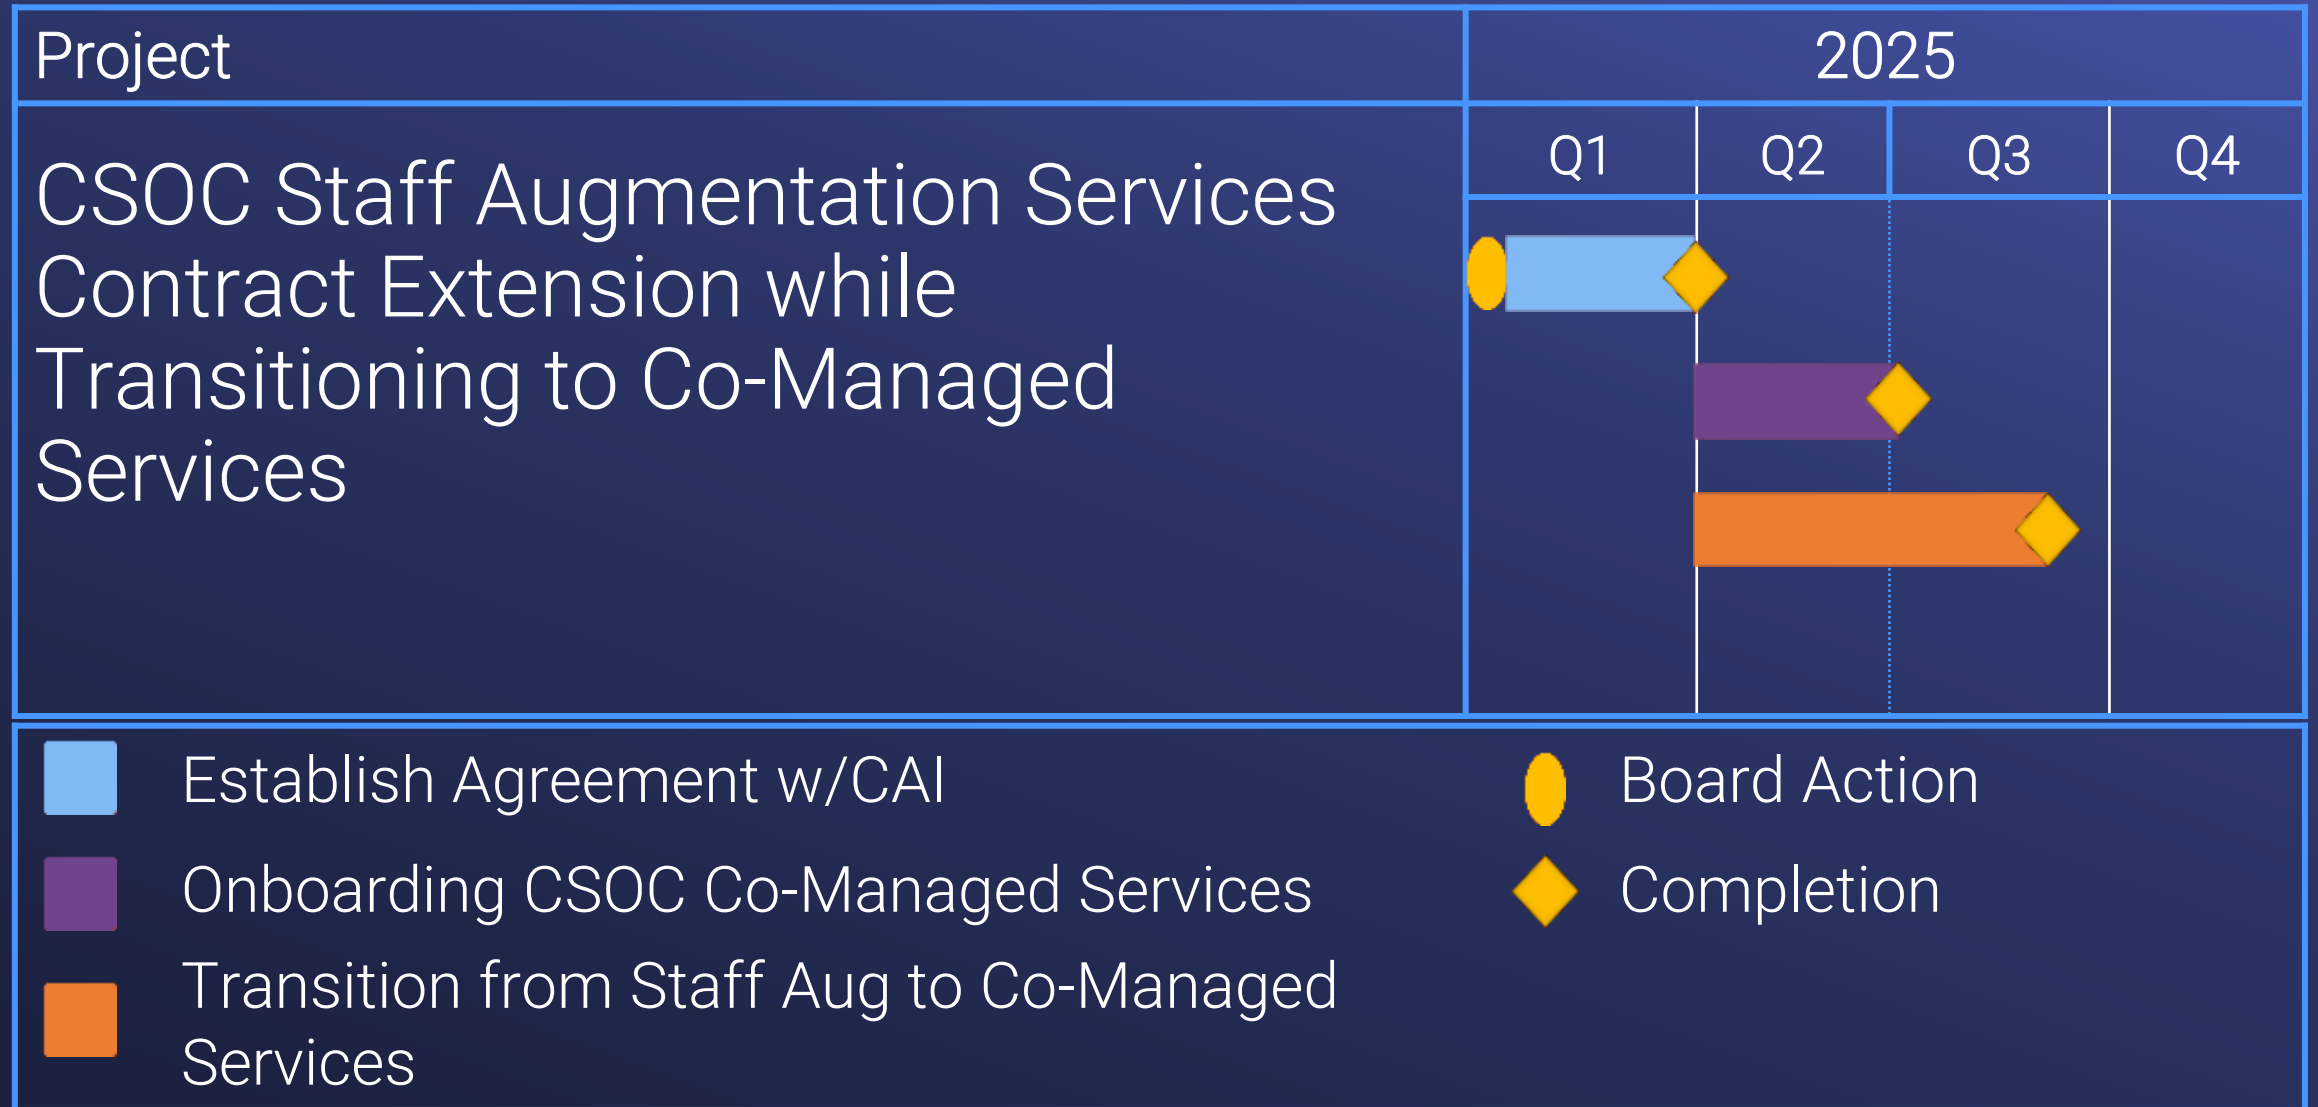 Project
2025
Q1
Q2
Q3
Q4
CSOC Staff Augmentation Services
Contract Extension while
Transitioning to Co-Managed
Services
Establish Agreement w/CAI
Onboarding CSOC Co-Managed Services
Transition from Staff Aug to Co-Managed
Services
Board Action
Completion